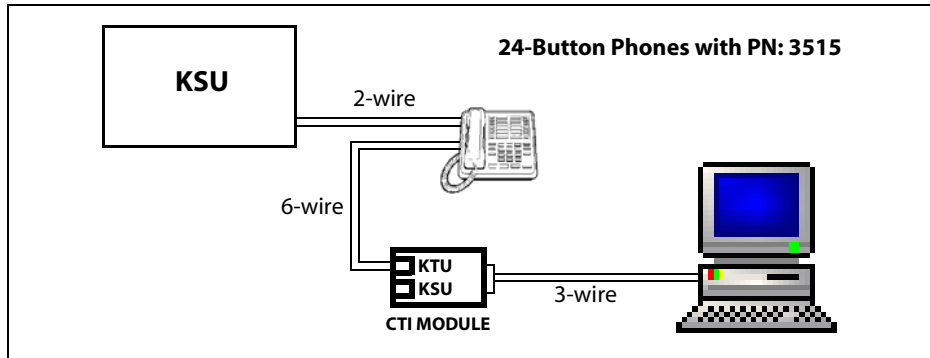 24-Button Phones with PN: 3515
KSU
2-wire
6-wire
KTU
KSU
3-wire
CTI MODULE